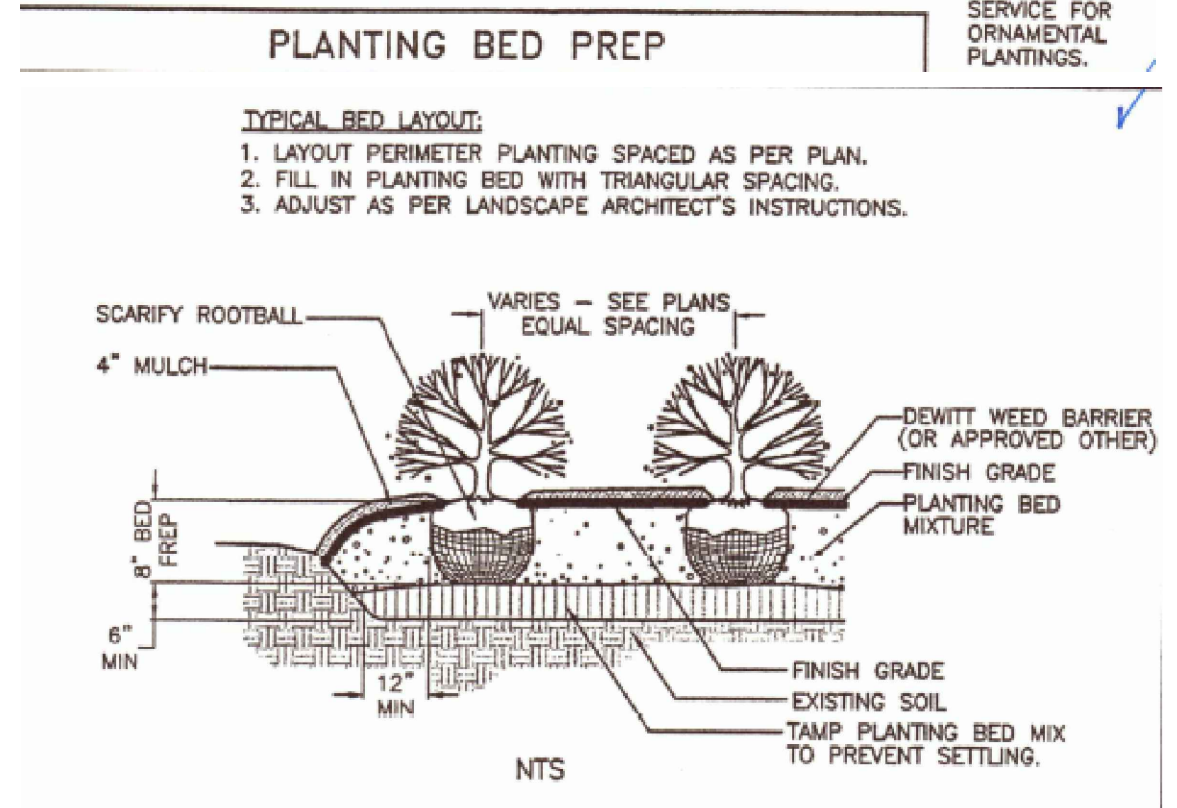 SERVICE FOR
ORNAMENTAL
PLANTINGS.
PLANTING BED PREP
TYPICAL BED LAYOUT:
1. LAYOUT PERIMETER PLANTING SPACED AS PER PLAN.
2. FILL IN PLANTING BED WITH TRIANGULAR SPACING.
3. ADJUST AS PER LANDSCAPE ARCHITECT'S INSTRUCTIONS.
SCARIFY ROOTBALL
VARIES – SEE PLANS
EQUAL SPACING
4" MULCH
DEWITT WEED BARRIER
(OR APPROVED OTHER)
FINISH GRADE
PLANTING BED
MIXTURE
8" BED
PREP
6"
MIN
12"
MIN
FINISH GRADE
EXISTING SOIL
TAMP PLANTING BED MIX
TO PREVENT SETTLING.
NTS